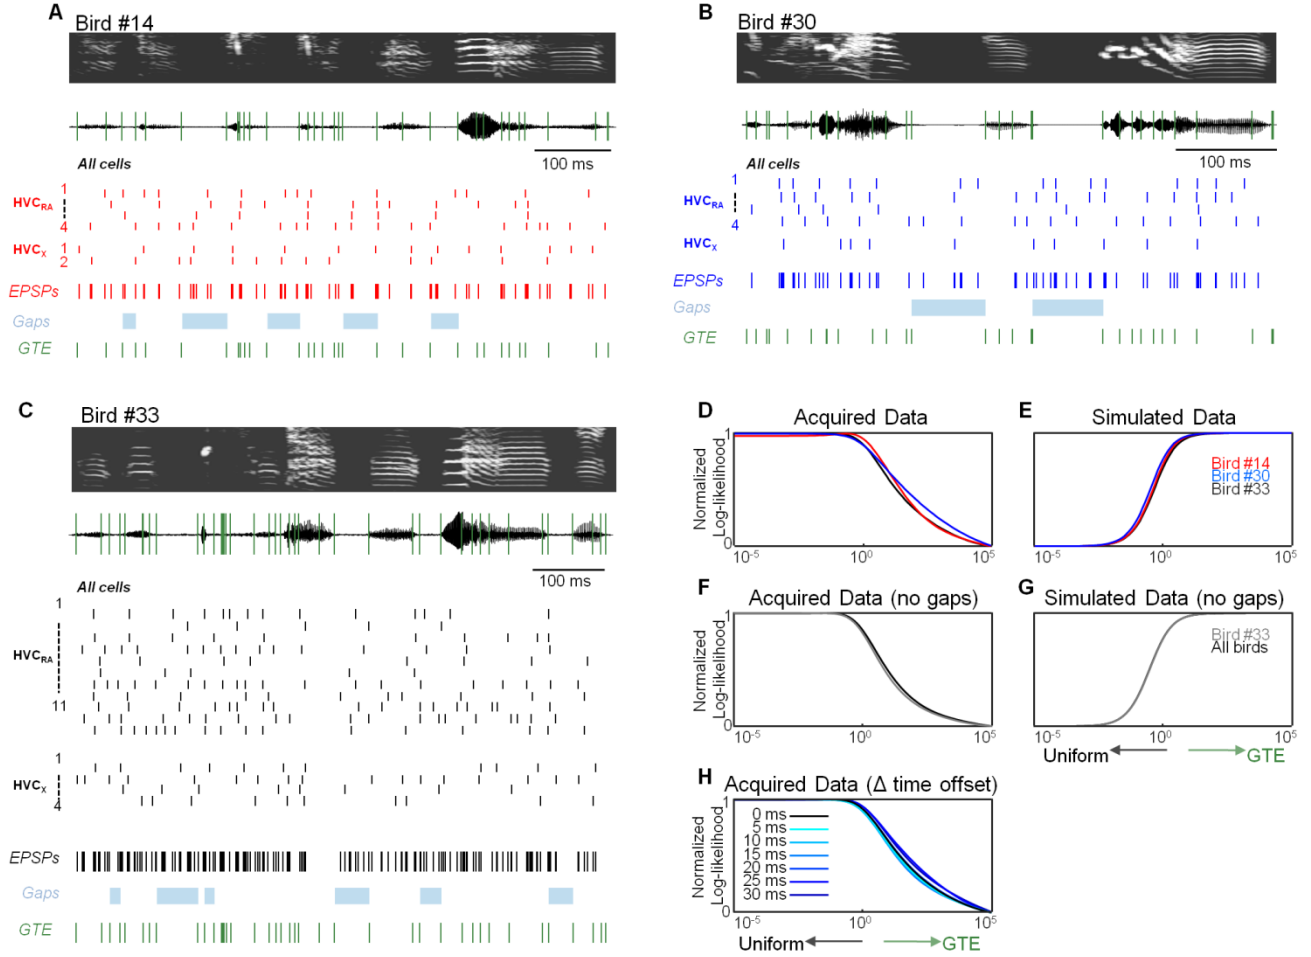 A
Bird #14
100 ms
All cells
HVCRA
1
4
HVCX
1
2
EPSPs
Gaps
GTE
B
Bird #30
100 ms
All cells
HVCRA
1
4
HVCX
EPSPs
Gaps
GTE
C
Bird #33
100 ms
All cells
1
HVCRA
11
1
HVCX
4
EPSPs
Gaps
GTE
D
Acquired Data
Normalized
Log-likelihood
1
0
10-5
100
105
E
Simulated Data
1
0
Bird #14
Bird #30
Bird #33
10-5
100
105
F
Acquired Data (no gaps)
Normalized
Log-likelihood
1
0
10-5
100
105
G
Simulated Data (no gaps)
1
0
Bird #33
All birds
10-5
100
105
Uniform
GTE
H
Acquired Data (Δ time offset)
Normalized
Log-likelihood
1
0
0 ms
5 ms
10 ms
15 ms
20 ms
25 ms
30 ms
10-5
100
105
Uniform
GTE